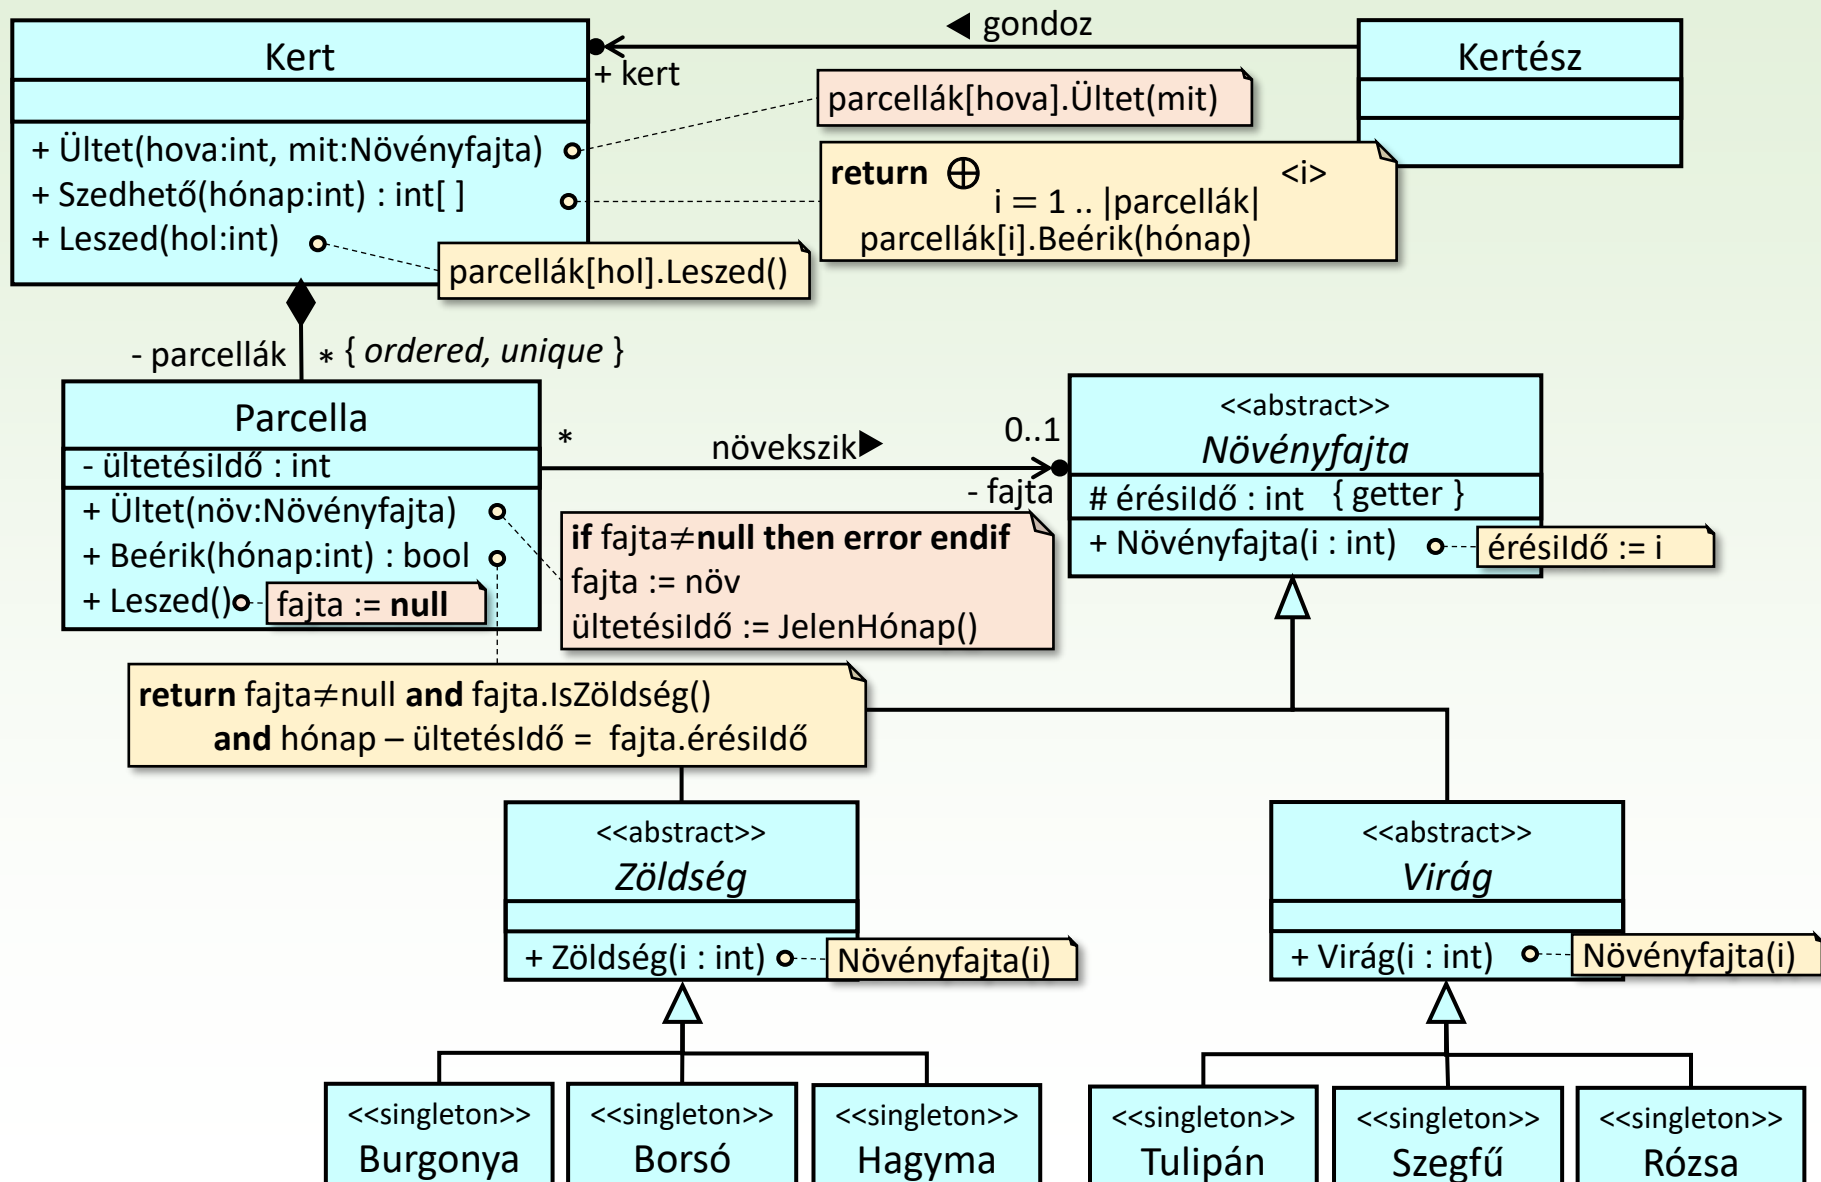 ◀ gondoz
Kert
Kertész
+ kert
parcellák[hova].Ültet(mit)
+ Ültet(hova:int, mit:Növényfajta)
+ Szedhető(hónap:int) : int[ ]
+ Leszed(hol:int)
return ⊕ <i>
i = 1 .. |parcellák|
parcellák[i].Beérik(hónap)
parcellák[hol].Leszed()
- parcellák * { ordered, unique }
Parcella
- ültetésiIdő : int
+ Ültet(növ:Növényfajta)
+ Beérik(hónap:int) : bool
+ Leszed()
fajta := null
* növekszik▶ 0..1
- fajta
<<abstract>>
Növényfajta
# érésiIdő : int { getter }
+ Növényfajta(i : int)
érésiIdő := i
if fajta≠null then error endif
fajta := növ
ültetésiIdő := JelenHónap()
return fajta≠null and fajta.IsZöldség()
and hónap – ültetésIdő = fajta.érésiIdő
<<abstract>>
Zöldség
+ Zöldség(i : int)
Növényfajta(i)
<<abstract>>
Virág
+ Virág(i : int)
Növényfajta(i)
<<singleton>>
Burgonya
<<singleton>>
Borsó
<<singleton>>
Hagyma
<<singleton>>
Tulipán
<<singleton>>
Szegfű
<<singleton>>
Rózsa